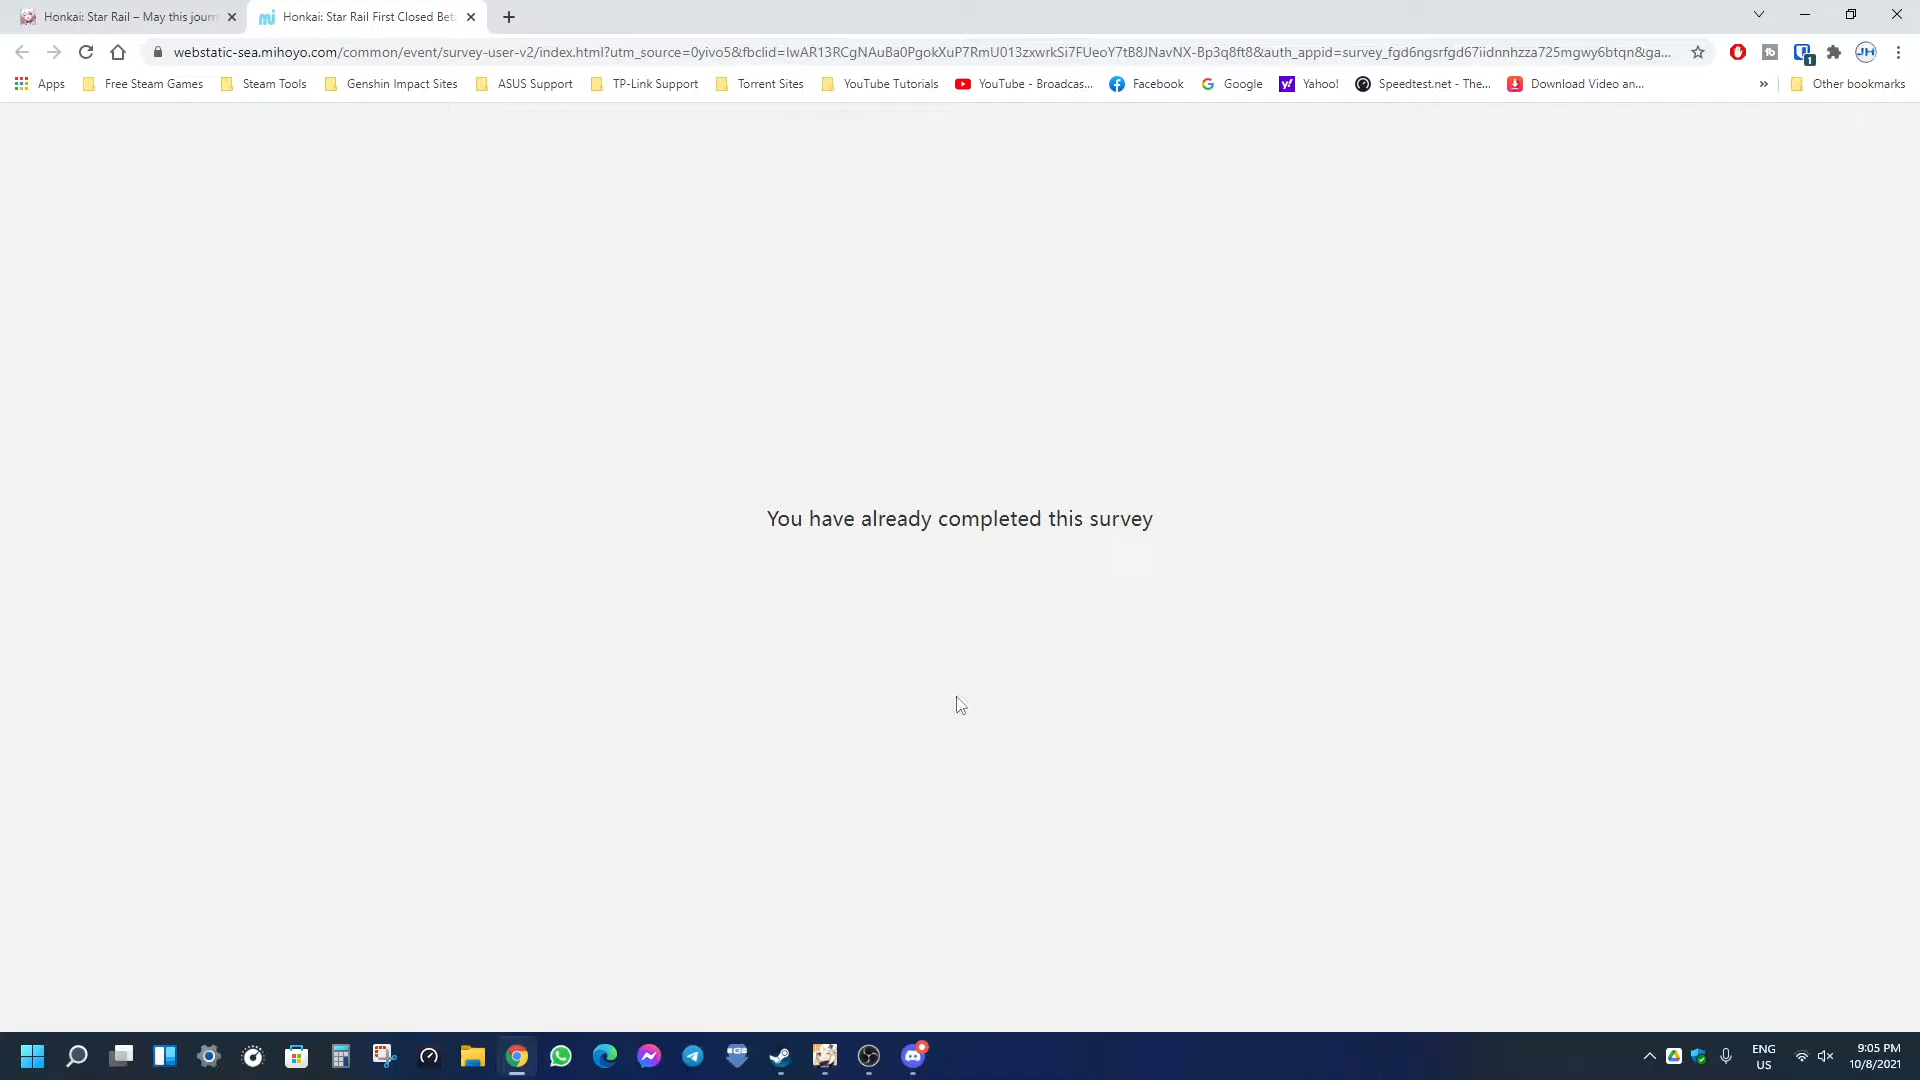 Honkai: Star Rail – May this journ
Honkai: Star Rail First Closed Bet
webstatic-sea.mihoyo.com/common/event/survey-user-v2/index.html?utm_source=0yivo5&fbclid=IwAR13RCgNAuBa0PgokXuP7RmU013zxwrkSi7FUeoY7tB8JNavNX-Bp3q8ft8&auth_appid=survey_fgd6ngsrfgd67iidnnhzza725mgwy6btqn&ga...
JH
1
Apps
Free Steam Games
Steam Tools
Genshin Impact Sites
ASUS Support
TP-Link Support
Torrent Sites
YouTube Tutorials
YouTube - Broadcas...
Facebook
Google
Yahoo!
Speedtest.net - The...
Download Video an...
»
Other bookmarks
You have already completed this survey
ENG
US
9:05 PM
10/8/2021